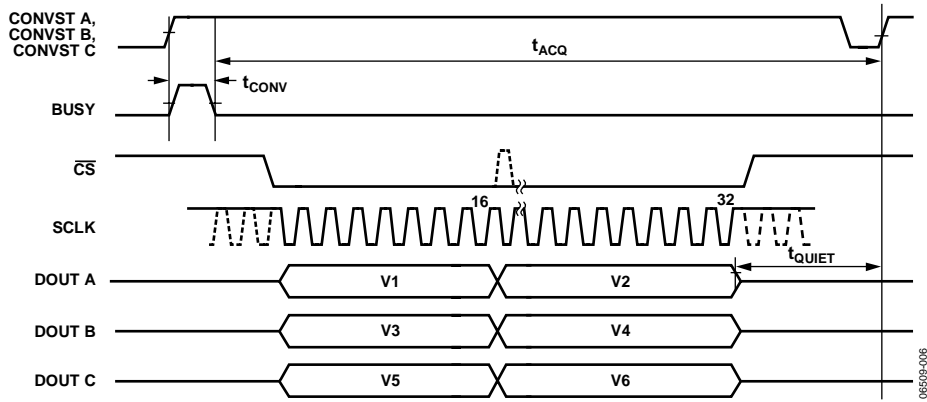 CONVST A,
CONVST B,
CONVST C
tACQ
tCONV
BUSY
CS
16
32
SCLK
tQUIET
DOUT A
V1
V2
DOUT B
V3
V4
DOUT C
V5
V6
06509-006